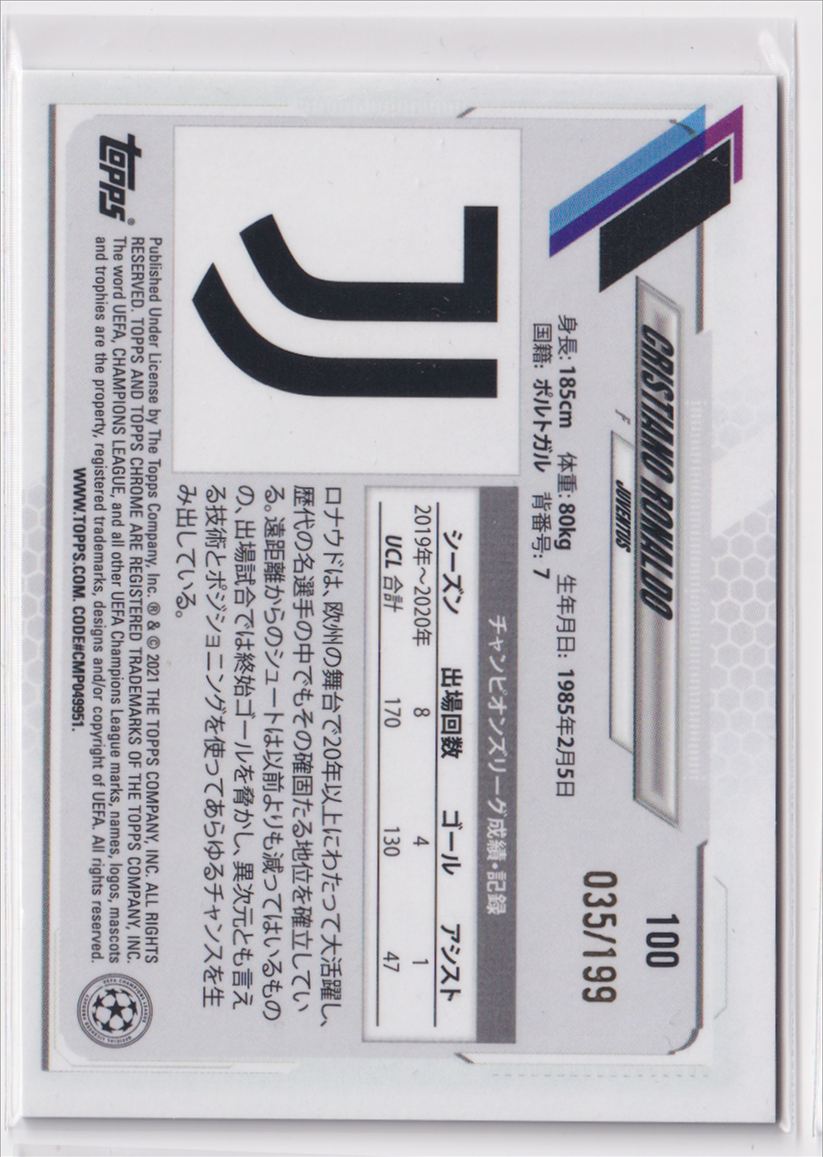 100
035/199
CRISTIANO RONALDO
F JUVENTUS
身長: 185cm 体重: 80kg 生年月日: 1985年2月5日
国籍: ポルトガル 背番号: 7
チャンピオンズリーグ成績・記録
シーズン 出場回数 ゴール アシスト
2019年～2020年 8 4 1
UCL 合計 170 130 47
ロナウドは、欧州の舞台で20年以上にわたって大活躍し、
歴代の名選手の中でもその確固たる地位を確立してい
る。遠距離からのシュートは以前よりも減ってはいるもの
の、出場試合では終始ゴールを脅かし、異次元とも言え
る技術とポジショニングを使ってあらゆるチャンスを生
み出している。
topps®
Published Under License by The Topps Company, Inc. ® & © 2021 THE TOPPS COMPANY, INC. ALL RIGHTS
RESERVED. TOPPS AND TOPPS CHROME ARE REGISTERED TRADEMARKS OF THE TOPPS COMPANY, INC.
The word UEFA, CHAMPIONS LEAGUE, and all other UEFA Champions League marks, names, logos, mascots
and trophies are the property, registered trademarks, designs and/or copyright of UEFA. All rights reserved.
WWW.TOPPS.COM. CODE#CMP049951.